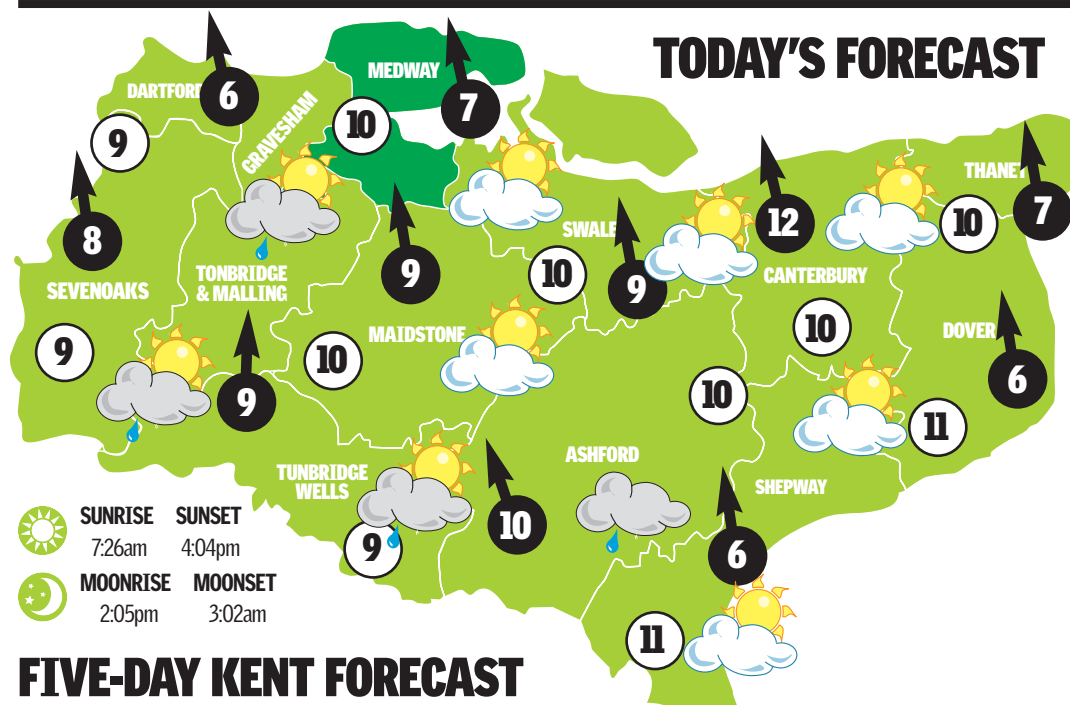 TODAY'S FORECAST
DARTFORD
6
MEDWAY
7
GRAVESHAM
10
9
12
THANET
7
10
8
SWALE
9
10
9
CANTERBURY
SEVENOAKS
TONBRIDGE
& MALLING
9
10
MAIDSTONE
10
DOVER
6
9
10
11
TUNBRIDGE
WELLS
ASHFORD
SHEPWAY
10
9
6
11
SUNRISE SUNSET
7:26am 4:04pm
MOONRISE MOONSET
2:05pm 3:02am
FIVE-DAY KENT FORECAST